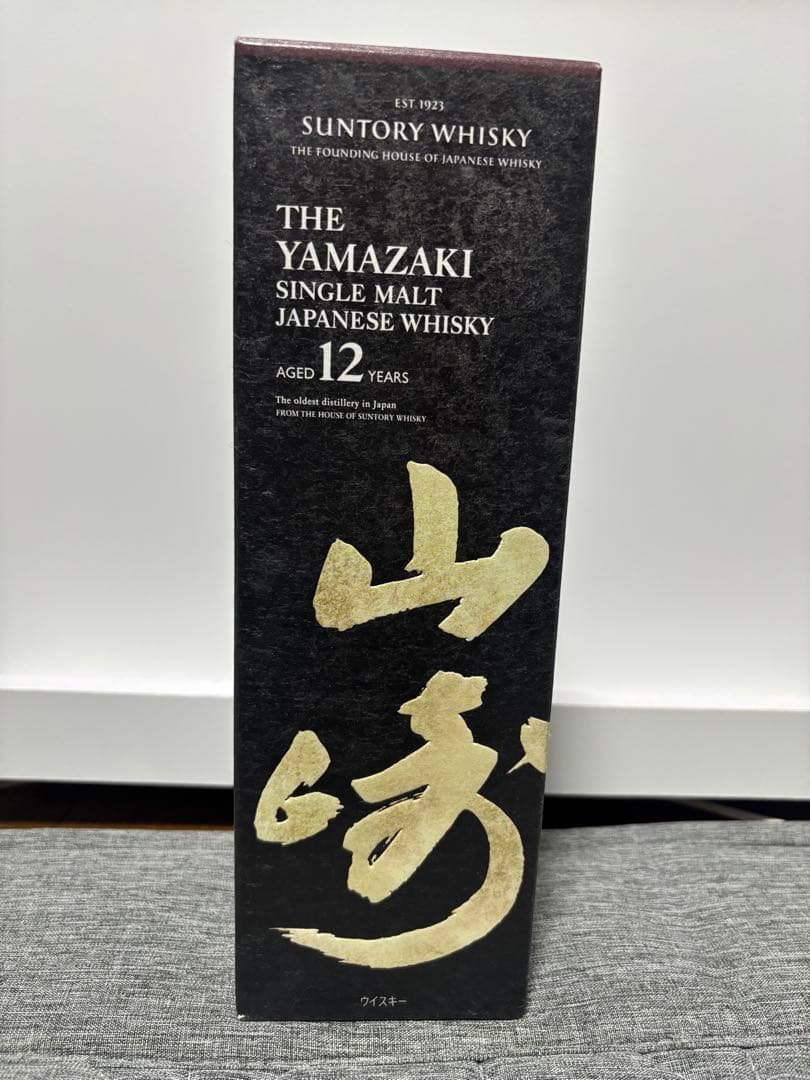 EST. 1923
SUNTORY WHISKY
THE FOUNDING HOUSE OF JAPANESE WHISKY
THE
YAMAZAKI
SINGLE MALT
JAPANESE WHISKY
AGED 12 YEARS
The oldest distillery in Japan
FROM THE HOUSE OF SUNTORY WHISKY
山
崎
ウイスキー